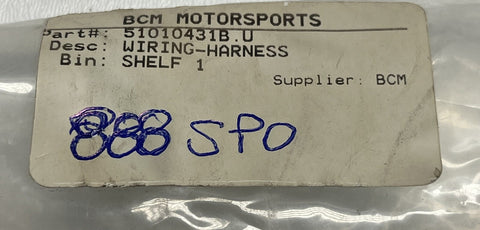 BCM MOTORSPORTS
Part#: 51010431B.U
Desc: WIRING-HARNESS
Bin: SHELF 1
Supplier: BCM
888 SPO